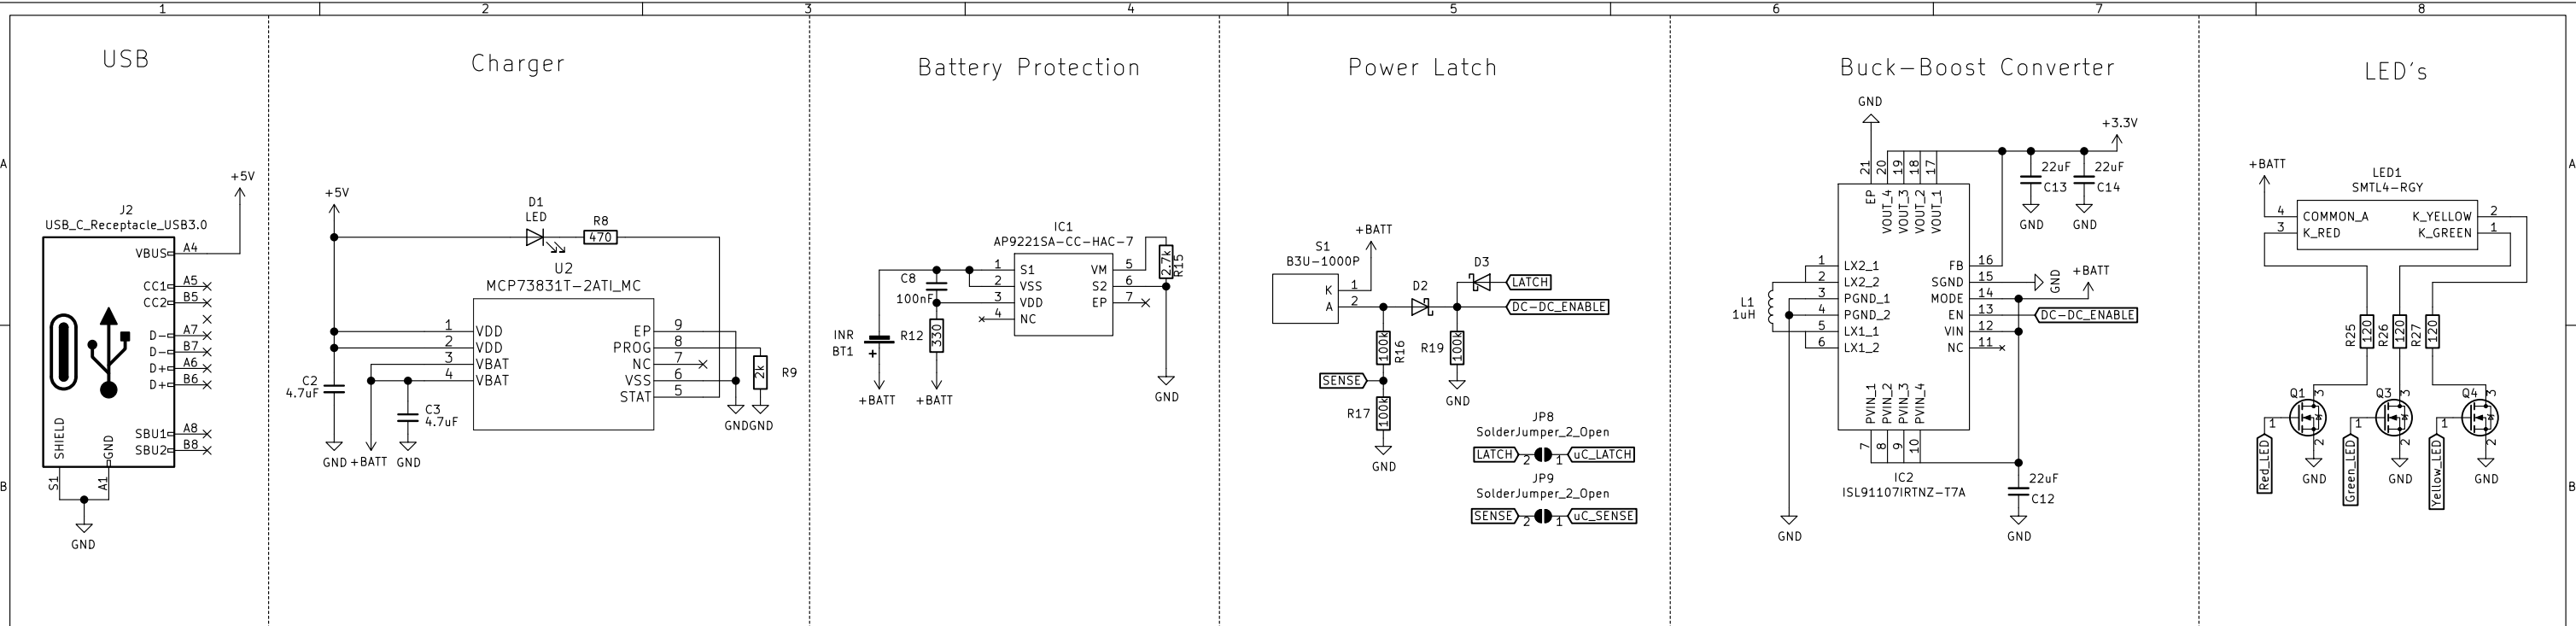 1 2 3 4 5 6 7 8
A
B
A
B
USB
+5V
J2
USB_C_Receptacle_USB3.0
VBUS A4
CC1 A5
CC2 B5
D- A7
D- B7
D+ A6
D+ B6
SBU1 A8
SBU2 B8
SHIELD
GND
S1
A1
GND
Charger
+5V
D1
LED
R8
470
U2
MCP73831T-2ATI_MC
1 VDD
2 VDD
3 VBAT
4 VBAT
EP 9
PROG 8
NC 7
VSS 6
STAT 5
2k
R9
C2
4.7uF
C3
4.7uF
GND
+BATT
GND
GND
GND
Battery Protection
IC1
AP9221SA-CC-HAC-7
1 S1
2 VSS
3 VDD
4 NC
VM 5
S2 6
EP 7
2.7k
R15
C8
100nF
R12
330
INR
BT1
+
+BATT
+BATT
GND
Power Latch
+BATT
S1
B3U-1000P
K 1
A 2
D2
D3
LATCH
DC-DC_ENABLE
100k
R16
R19
100k
SENSE
R17
100k
GND
GND
JP8
SolderJumper_2_Open
LATCH 2 1 uC_LATCH
JP9
SolderJumper_2_Open
SENSE 2 1 uC_SENSE
Buck-Boost Converter
GND
+3.3V
21 20 19 18 17
EP
VOUT_4
VOUT_3
VOUT_2
VOUT_1
22uF
C13
22uF
C14
GND
GND
1 LX2_1
2 LX2_2
3 PGND_1
4 PGND_2
5 LX1_1
6 LX1_2
FB 16
SGND 15
MODE 14
EN 13
VIN 12
NC 11
GND
+BATT
DC-DC_ENABLE
L1
1uH
PVIN_1
PVIN_2
PVIN_3
PVIN_4
7 8 9 10
IC2
ISL91107IRTNZ-T7A
22uF
C12
GND
GND
LED's
+BATT
LED1
SMTL4-RGY
4 COMMON_A
3 K_RED
K_YELLOW 2
K_GREEN 1
R25
120
R26
120
R27
120
Q1
3
1
2
Q3
3
1
2
Q4
3
1
2
Red_LED
GND
Green_LED
GND
Yellow_LED
GND